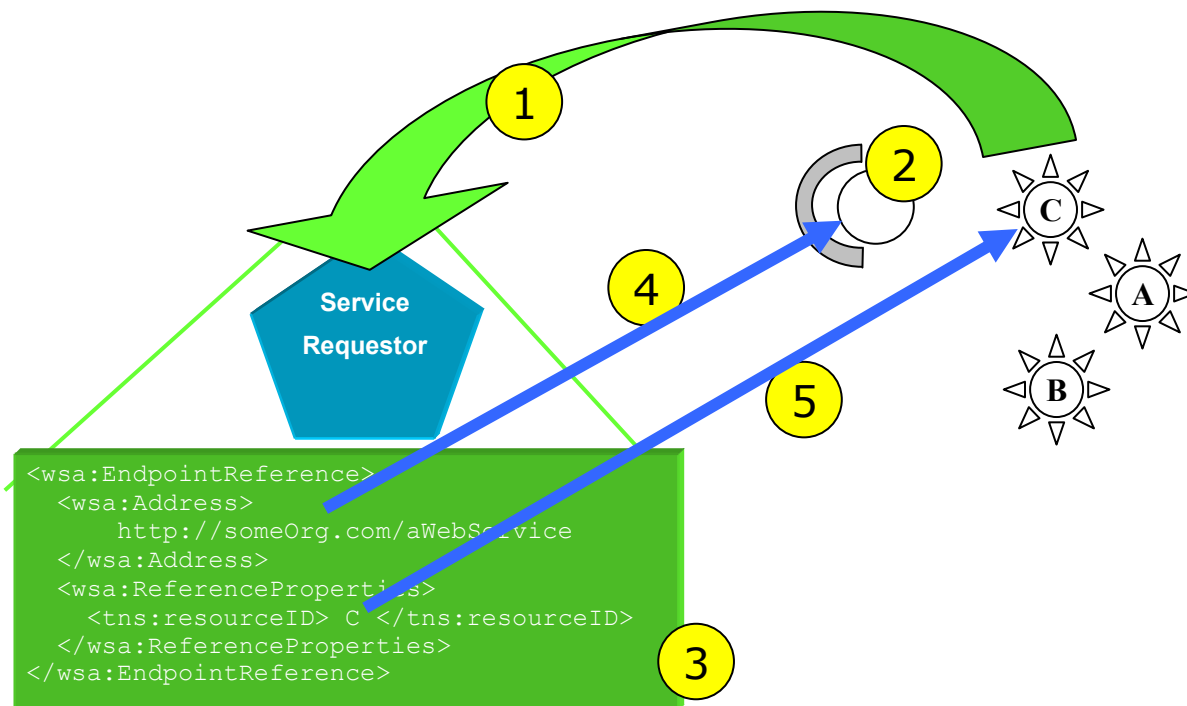 1
2
C
A
4
Service
Requestor
B
5
<wsa:EndpointReference>
<wsa:Address>
http://someOrg.com/aWebService
</wsa:Address>
<wsa:ReferenceProperties>
<tns:resourceID> C </tns:resourceID>
</wsa:ReferenceProperties>
</wsa:EndpointReference>
3